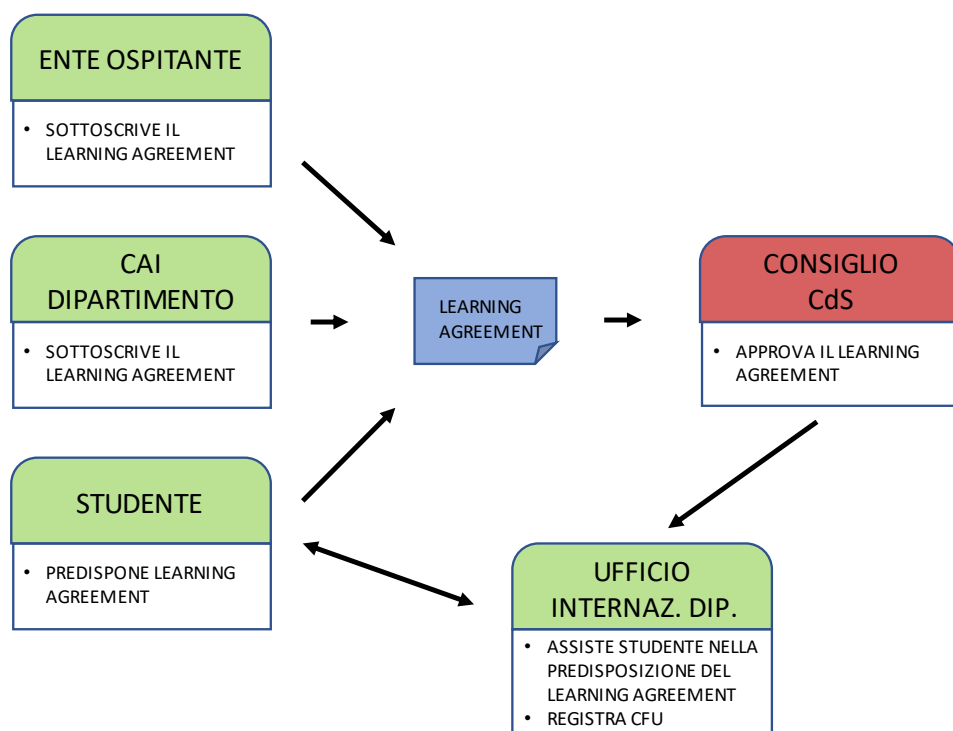 ENTE OSPITANTE
• SOTTOSCRIVE IL
LEARNING AGREEMENT
CAI
DIPARTIMENTO
• SOTTOSCRIVE IL
LEARNING AGREEMENT
STUDENTE
• PREDISPONE LEARNING
AGREEMENT
LEARNING
AGREEMENT
CONSIGLIO
CdS
• APPROVA IL LEARNING
AGREEMENT
UFFICIO
INTERNAZ. DIP.
• ASSISTE STUDENTE NELLA
PREDISPOSIZIONE DEL
LEARNING AGREEMENT
• REGISTRA CFU